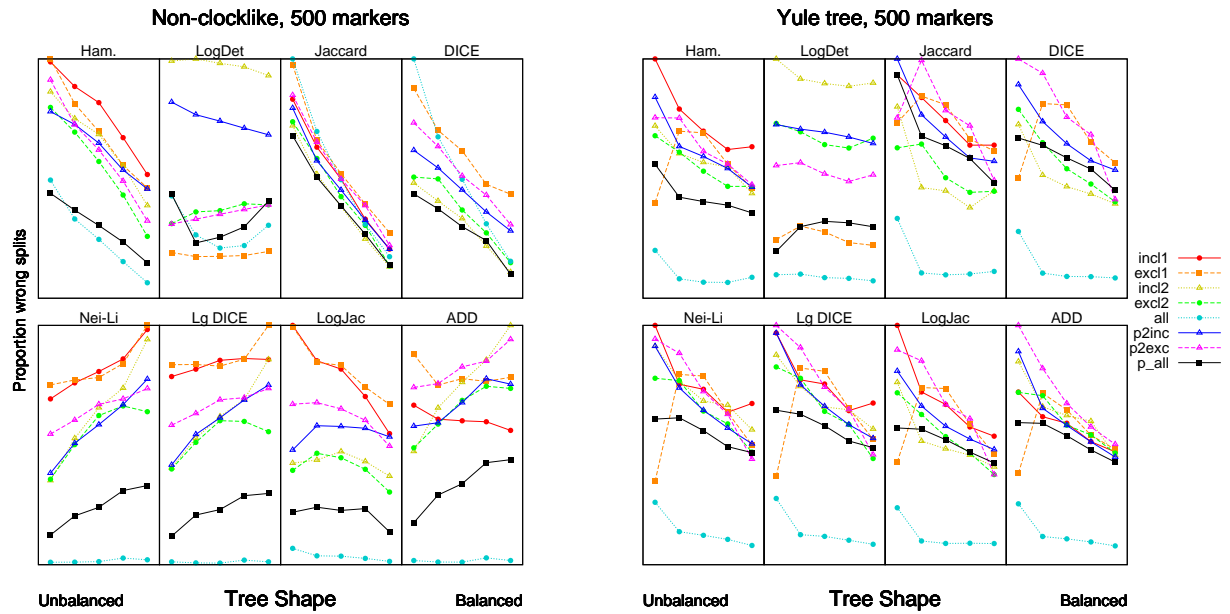 Non-clocklike, 500 markers
Ham. LogDet Jaccard DICE
Proportion wrong splits
Nei-Li Lg DICE LogJac ADD
Unbalanced Tree Shape Balanced
Yule tree, 500 markers
Ham. LogDet Jaccard DICE
Nei-Li Lg DICE LogJac ADD
Unbalanced Tree Shape Balanced
incl1
excl1
incl2
excl2
all
p2inc
p2exc
p_all